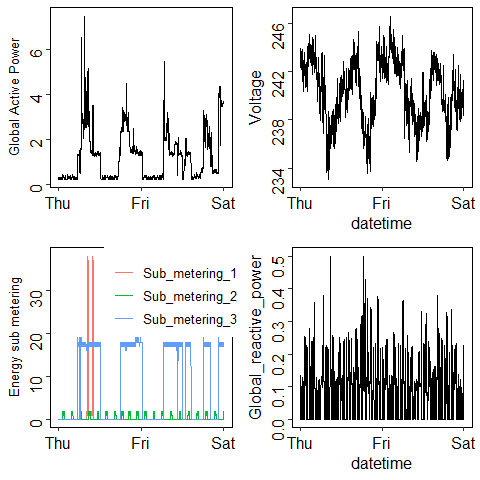 Global Active Power
6
4
2
0
Thu Fri Sat
Voltage
246
242
238
234
Thu Fri Sat
datetime
Energy sub metering
30
20
10
0
Sub_metering_1
Sub_metering_2
Sub_metering_3
Thu Fri Sat
Global_reactive_power
0.5
0.4
0.3
0.2
0.1
0.0
Thu Fri Sat
datetime